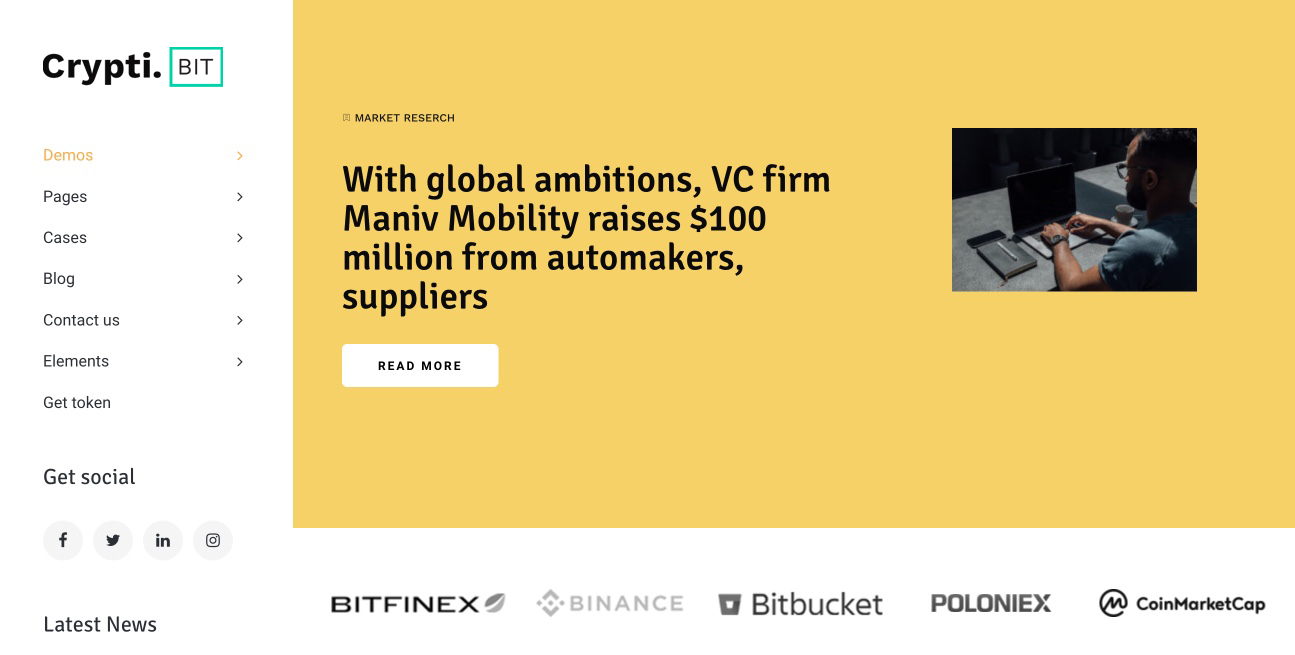 Crypti. BIT
Demos
Pages
Cases
Blog
Contact us
Elements
Get token
Get social
Latest News
MARKET RESERCH
With global ambitions, VC firm
Maniv Mobility raises $100
million from automakers,
suppliers
READ MORE
BITFINEX
BINANCE
Bitbucket
POLONIEX
CoinMarketCap